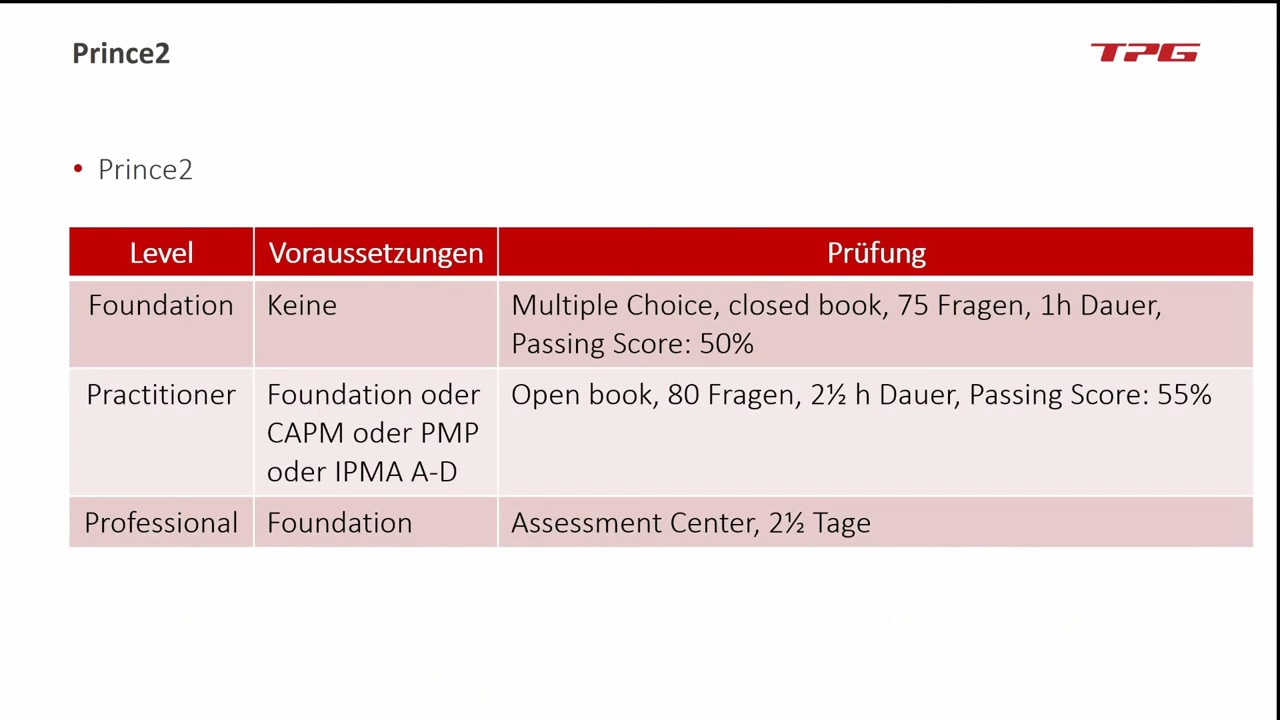 Prince2
TPG
• Prince2
Level Voraussetzungen Prüfung
Foundation Keine Multiple Choice, closed book, 75 Fragen, 1h Dauer,
Passing Score: 50%
Practitioner Foundation oder Open book, 80 Fragen, 2½ h Dauer, Passing Score: 55%
CAPM oder PMP
oder IPMA A-D
Professional Foundation Assessment Center, 2½ Tage